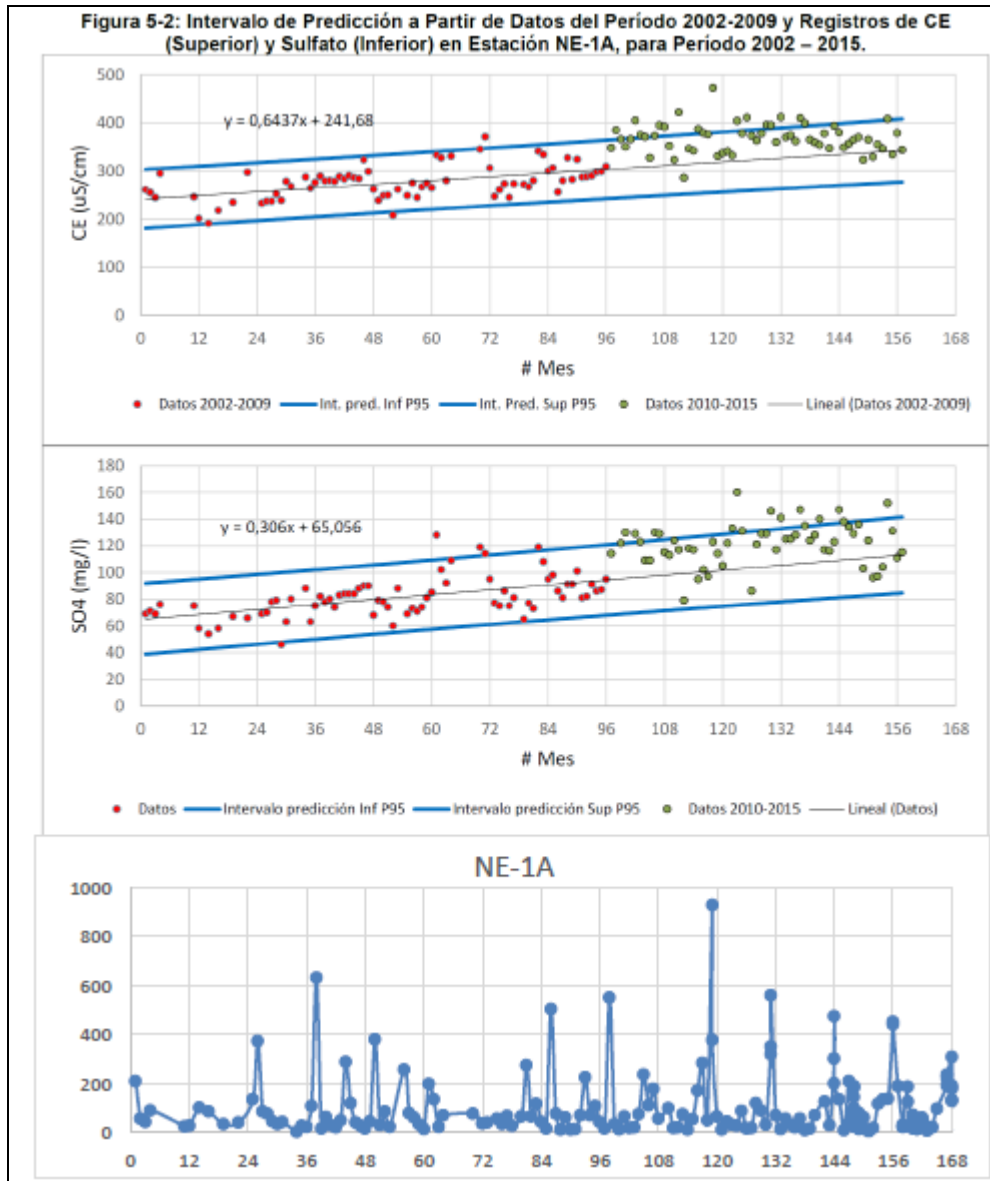 Figura 5-2: Intervalo de Predicción a Partir de Datos del Período 2002-2009 y Registros de CE
(Superior) y Sulfato (Inferior) en Estación NE-1A, para Período 2002 – 2015.
500
400
300
200
100
0
CE (uS/cm)
y = 0,6437x + 241,68
0 12 24 36 48 60 72 84 96 108 120 132 144 156 168
# Mes
Datos 2002-2009 Int. pred. Inf P95 Int. Pred. Sup P95 Datos 2010-2015 Lineal (Datos 2002-2009)
180
160
140
120
100
80
60
40
20
0
SO4 (mg/l)
y = 0,306x + 65,056
0 12 24 36 48 60 72 84 96 108 120 132 144 156 168
# Mes
Datos Intervalo predicción Inf P95 Intervalo predicción Sup P95 Datos 2010-2015 Lineal (Datos)
NE-1A
1000
800
600
400
200
0
0 12 24 36 48 60 72 84 96 108 120 132 144 156 168